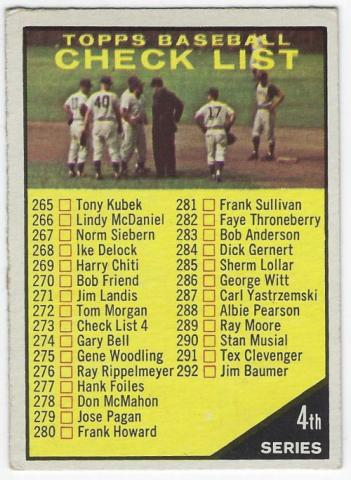 TOPPS BASEBALL
CHECK LIST
40
17
265 Tony Kubek
266 Lindy McDaniel
267 Norm Siebern
268 Ike Delock
269 Harry Chiti
270 Bob Friend
271 Jim Landis
272 Tom Morgan
273 Check List 4
274 Gary Bell
275 Gene Woodling
276 Ray Rippelmeyer
277 Hank Foiles
278 Don McMahon
279 Jose Pagan
280 Frank Howard
281 Frank Sullivan
282 Faye Throneberry
283 Bob Anderson
284 Dick Gernert
285 Sherm Lollar
286 George Witt
287 Carl Yastrzemski
288 Albie Pearson
289 Ray Moore
290 Stan Musial
291 Tex Clevenger
292 Jim Baumer
4th
SERIES